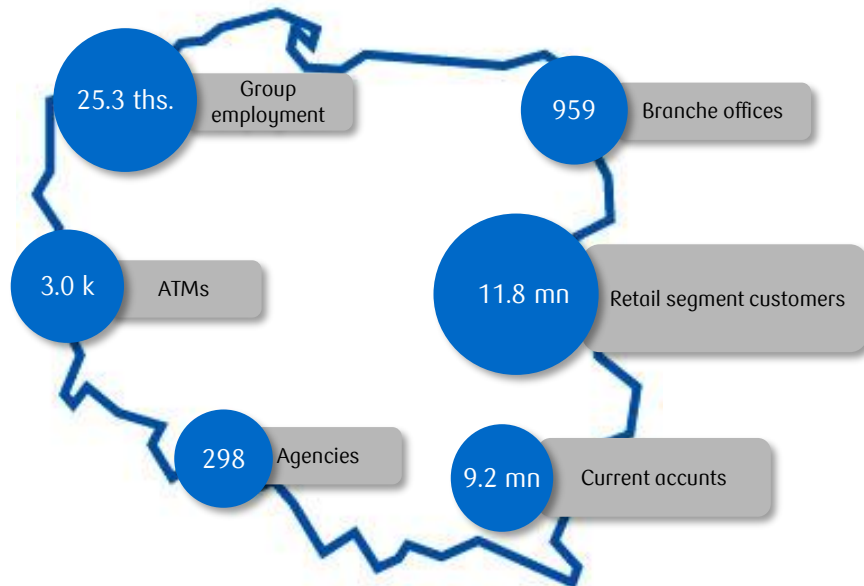 25.3 ths.
Group
employment
959
Branche offices
3.0 k
ATMs
11.8 mn
Retail segment customers
298
Agencies
9.2 mn
Current accunts